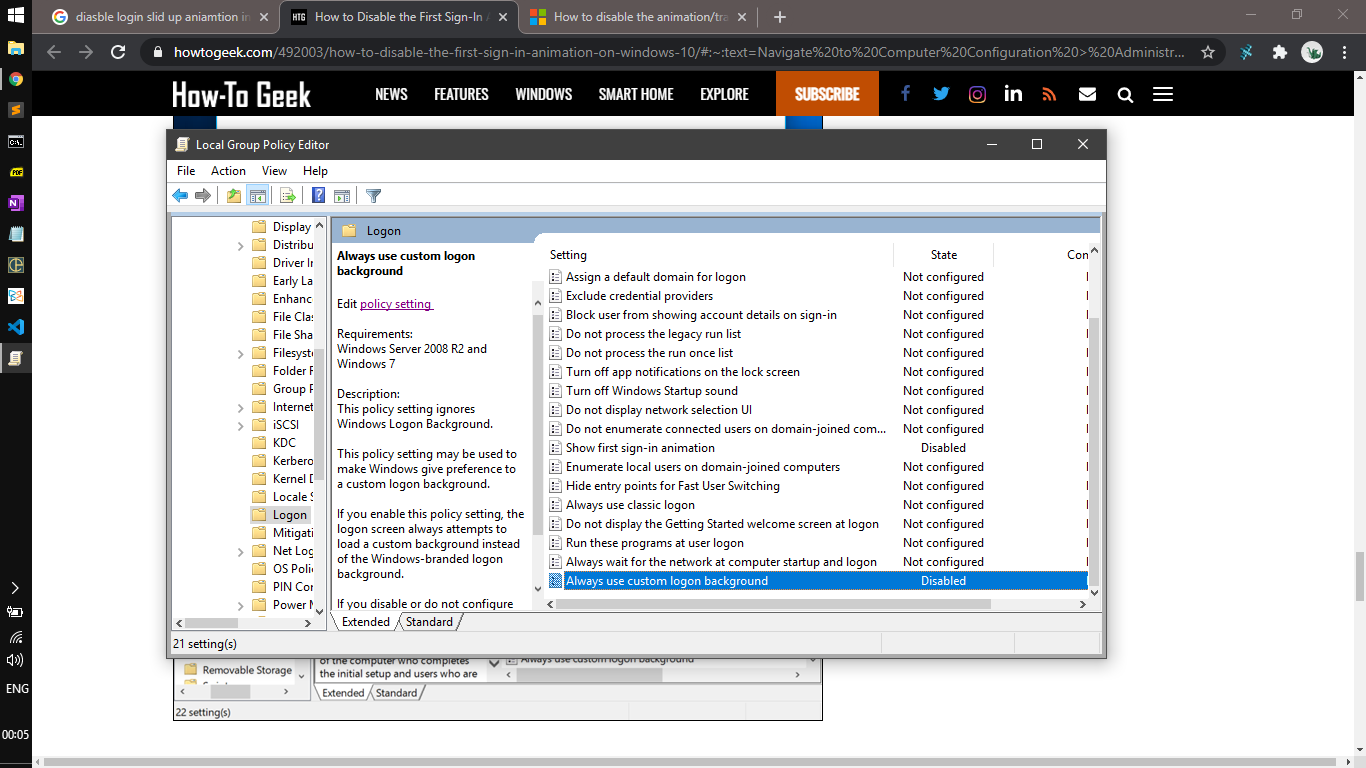 diasble login slid up aniamtion in
How to Disable the First Sign-In A
How to disable the animation/tra
howtogeek.com/492003/how-to-disable-the-first-sign-in-animation-on-windows-10/#:~:text=Navigate%20to%20Computer%20Configuration%20>%20Administr...
How-To Geek
NEWS FEATURES WINDOWS SMART HOME EXPLORE SUBSCRIBE
Local Group Policy Editor
File Action View Help
Display
Distribu
Driver In
Early La
Enhanc
File Clas
File Sha
Filesyste
Folder R
Group P
Internet
iSCSI
KDC
Kerbero
Kernel D
Locale S
Logon
Mitigati
Net Log
OS Polic
PIN Con
Power M
Logon
Always use custom logon
background
Edit policy setting
Requirements:
Windows Server 2008 R2 and
Windows 7
Description:
This policy setting ignores
Windows Logon Background.
This policy setting may be used to
make Windows give preference to
a custom logon background.
If you enable this policy setting, the
logon screen always attempts to
load a custom background instead
of the Windows-branded logon
background.
If you disable or do not configure
Setting State Con
Assign a default domain for logon Not configured
Exclude credential providers Not configured
Block user from showing account details on sign-in Not configured
Do not process the legacy run list Not configured
Do not process the run once list Not configured
Turn off app notifications on the lock screen Not configured
Turn off Windows Startup sound Not configured
Do not display network selection UI Not configured
Do not enumerate connected users on domain-joined com... Not configured
Show first sign-in animation Disabled
Enumerate local users on domain-joined computers Not configured
Hide entry points for Fast User Switching Not configured
Always use classic logon Not configured
Do not display the Getting Started welcome screen at logon Not configured
Run these programs at user logon Not configured
Always wait for the network at computer startup and logon Not configured
Always use custom logon background Disabled
Extended Standard
21 setting(s)
Removable Storage
of the computer who completes
the initial setup and users who are
Always use custom logon background
Extended Standard
22 setting(s)
ENG
00:05